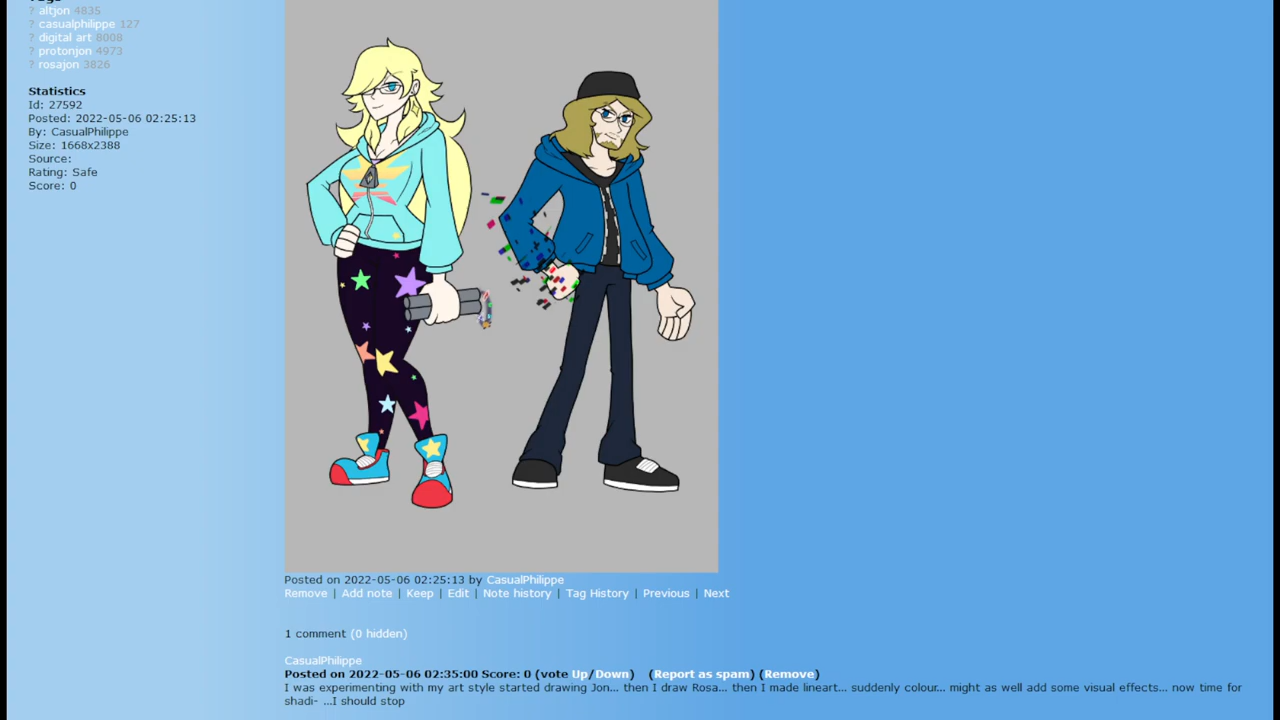 ? altjon 4835
? casualphilippe 127
? digital art 8008
? protonjon 4973
? rosajon 3826
Statistics
Id: 27592
Posted: 2022-05-06 02:25:13
By: CasualPhilippe
Size: 1668x2388
Source:
Rating: Safe
Score: 0
Posted on 2022-05-06 02:25:13 by CasualPhilippe
Remove | Add note | Keep | Edit | Note history | Tag History | Previous | Next
1 comment (0 hidden)
CasualPhilippe
Posted on 2022-05-06 02:35:00 Score: 0 (vote Up/Down) (Report as spam) (Remove)
I was experimenting with my art style started drawing Jon... then I draw Rosa... then I made lineart... suddenly colour... might as well add some visual effects... now time for
shadi- ...I should stop